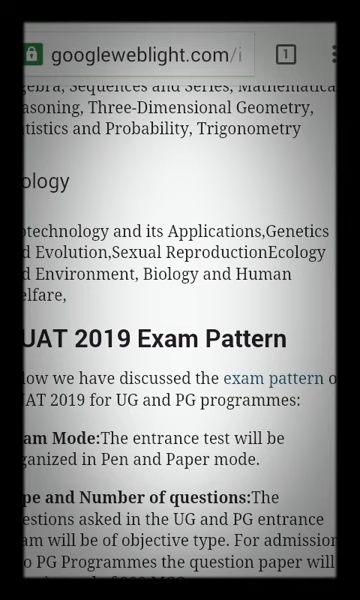 googleweblight.com/i
1
gebra, Sequences and Series, Mathematica
asoning, Three-Dimensional Geometry,
tistics and Probability, Trigonometry
ology
otechnology and its Applications,Genetics
d Evolution,Sexual ReproductionEcology
d Environment, Biology and Human
elfare,
UAT 2019 Exam Pattern
low we have discussed the exam pattern o
UAT 2019 for UG and PG programmes:
am Mode:The entrance test will be
ganized in Pen and Paper mode.
pe and Number of questions:The
estions asked in the UG and PG entrance
am will be of objective type. For admission
o PG Programmes the question paper will